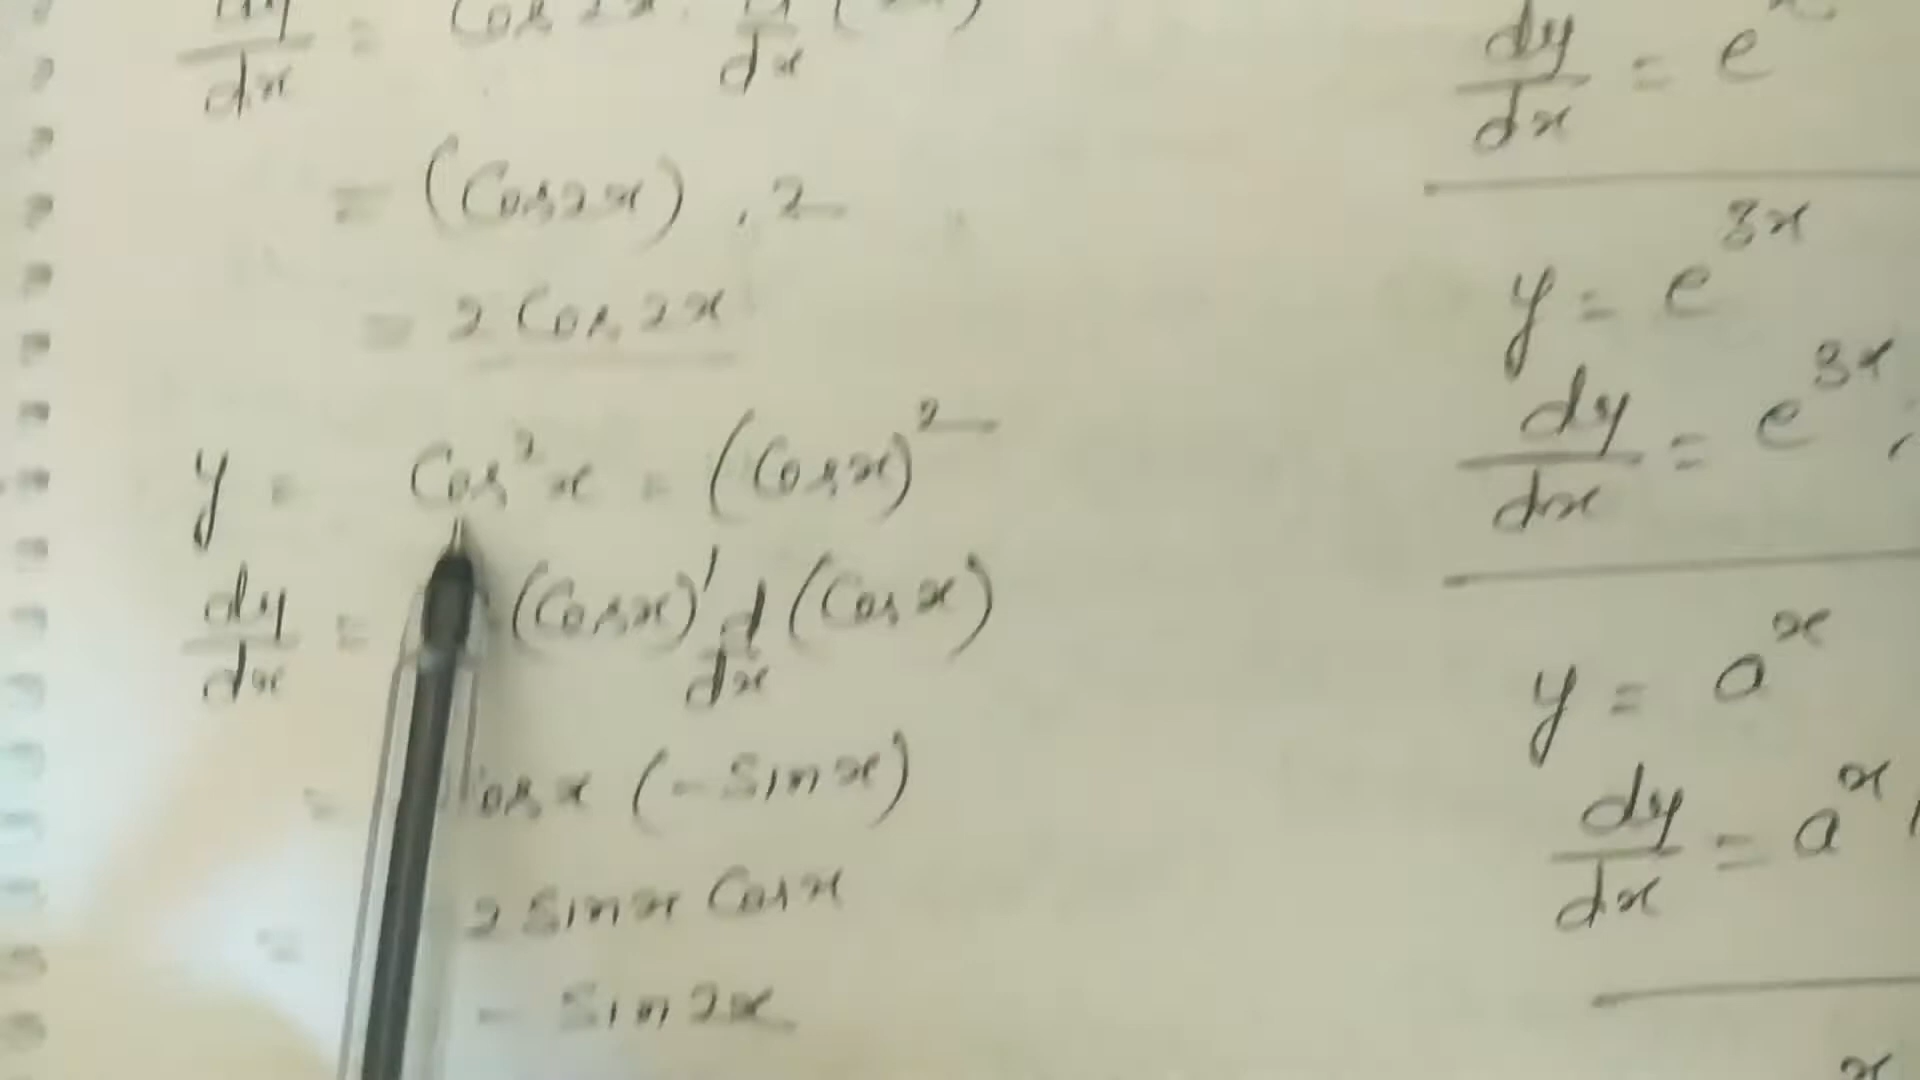 dy/dx = Cos 2x · d/dx (
= (Cos2x) . 2
= 2 Cos 2x
y = Cos²x = (Cosx)²
dy/dx = (Cosx)' d/dx (Cosx)
= Cosx (-Sinx)
= 2 Sinx Cosx
- Sin2x
dy/dx = e^x
y = e^3x
dy/dx = e^3x
y = a^x
dy/dx = a^x
x